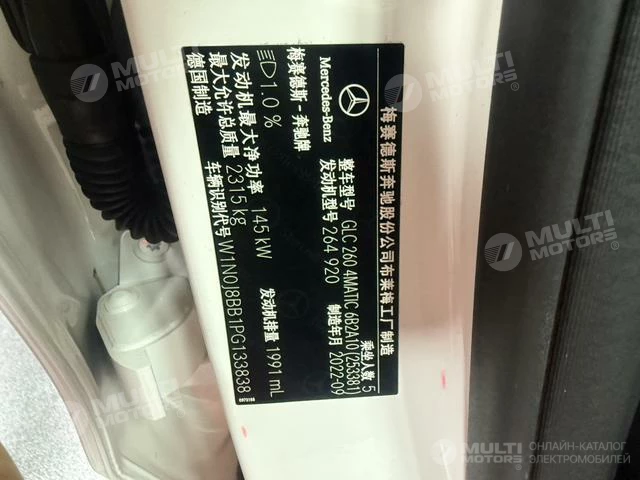 梅赛德斯奔驰股份公司布莱梅工厂制造
Mercedes-Benz
整车型号 GLC 260 4MATIC 6B2A10(253381) 乘坐人数 5
发动机型号 264 920 制造年月 2022-09
梅赛德斯-奔驰牌
1.0 %
发动机最大净功率 145 kW 发动机排量 1991 mL
最大允许总质量 2315 kg
德国制造 车辆识别代号 W1N0J8BB1PG133838
MULTI MOTORS
MULTI MOTORS
MULTI MOTORS
MULTI MOTORS
MULTI MOTORS
ОНЛАЙН-КАТАЛОГ
ЭЛЕКТРОМОБИЛЕЙ